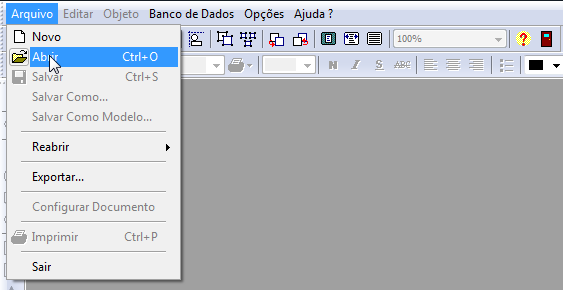 Arquivo Editar Objeto Banco de Dados Opções Ajuda ?
Novo
Abrir Ctrl+O
Salvar Ctrl+S
Salvar Como...
Salvar Como Modelo...
Reabrir
Exportar...
Configurar Documento
Imprimir Ctrl+P
Sair
100%
N I S ABC